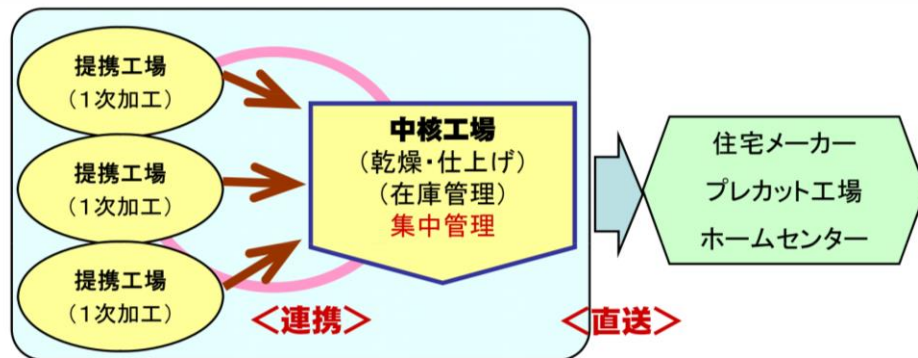 提携工場
(1次加工)
提携工場
(1次加工)
提携工場
(1次加工)
中核工場
(乾燥・仕上げ)
(在庫管理)
集中管理
<連携>
<直送>
住宅メーカー
プレカット工場
ホームセンター